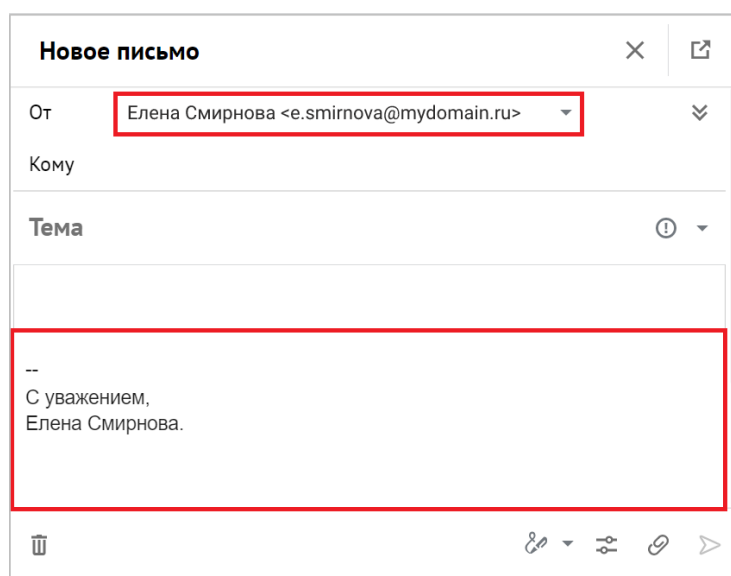 Новое письмо
От Елена Смирнова <e.smirnova@mydomain.ru>
Кому
Тема
--
С уважением,
Елена Смирнова.